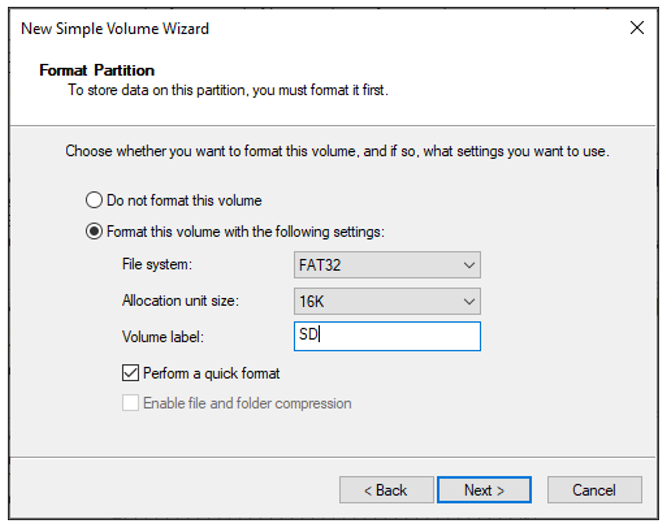 New Simple Volume Wizard
Format Partition
To store data on this partition, you must format it first.
Choose whether you want to format this volume, and if so, what settings you want to use.
Do not format this volume
Format this volume with the following settings:
File system: FAT32
Allocation unit size: 16K
Volume label: SD
Perform a quick format
Enable file and folder compression
< Back Next > Cancel